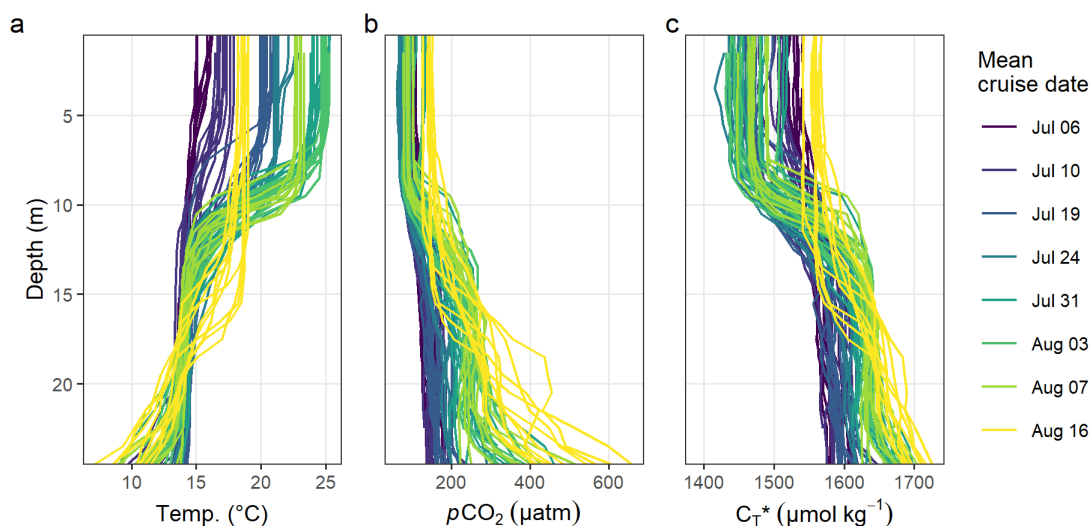 a
b
c
Depth (m)
5
10
15
20
10
15
20
25
Temp. (°C)
200
400
600
pCO₂ (µatm)
1400
1500
1600
1700
C_T* (µmol kg⁻¹)
Mean
cruise date
Jul 06
Jul 10
Jul 19
Jul 24
Jul 31
Aug 03
Aug 07
Aug 16